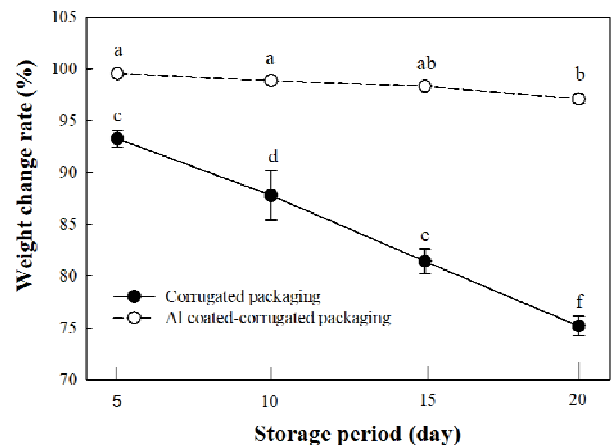 105
100
95
90
85
80
75
70
Weight change rate (%)
a
a
ab
b
c
d
e
f
Corrugated packaging
Al coated-corrugated packaging
5
10
15
20
Storage period (day)